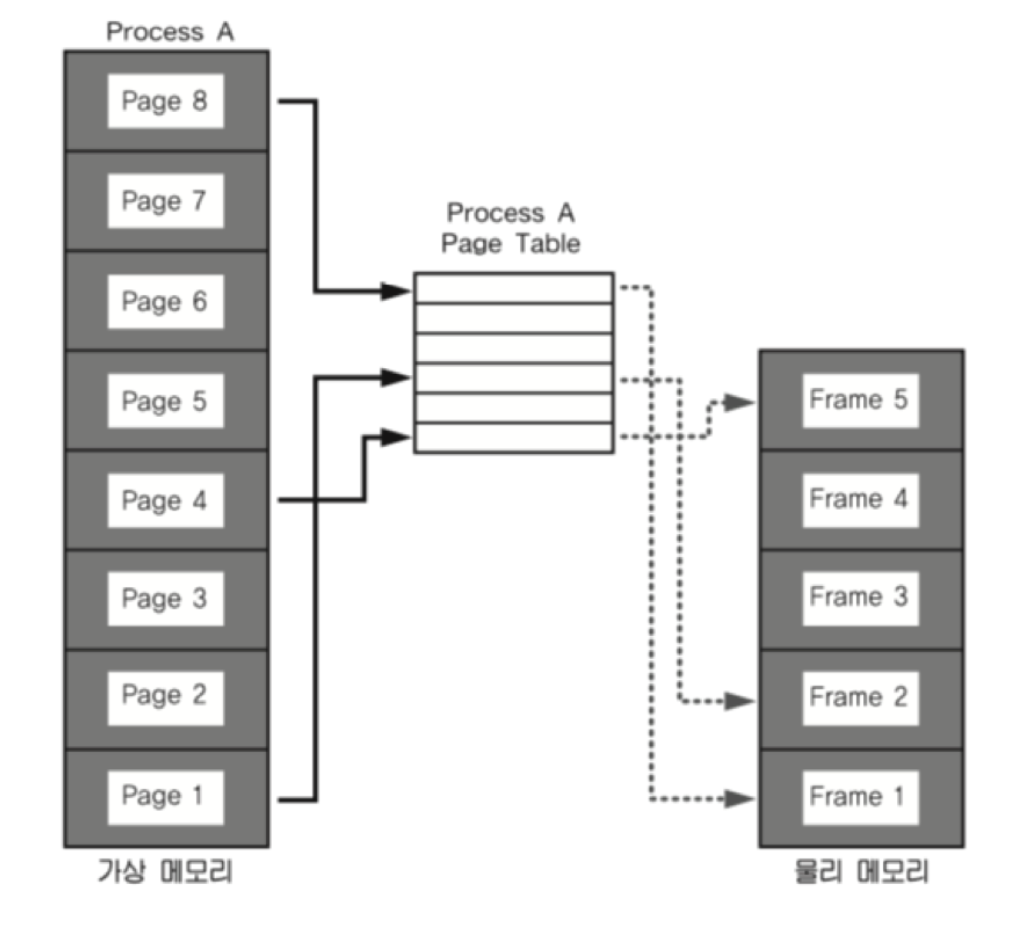 Process A
Page 8
Page 7
Page 6
Page 5
Page 4
Page 3
Page 2
Page 1
가상 메모리
Process A
Page Table
Frame 5
Frame 4
Frame 3
Frame 2
Frame 1
물리 메모리